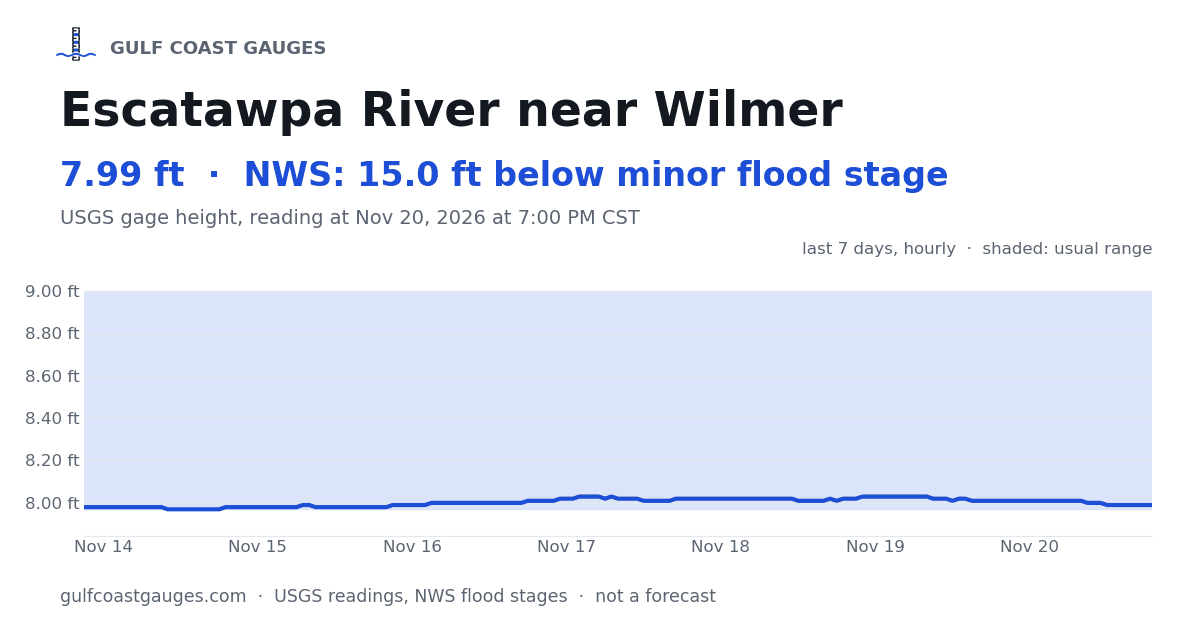 GULF COAST GAUGES
Escatawpa River near Wilmer
7.99 ft · NWS: 15.0 ft below minor flood stage
USGS gage height, reading at Nov 20, 2026 at 7:00 PM CST
last 7 days, hourly · shaded: usual range
9.00 ft
8.80 ft
8.60 ft
8.40 ft
8.20 ft
8.00 ft
Nov 14 Nov 15 Nov 16 Nov 17 Nov 18 Nov 19 Nov 20
gulfcoastgauges.com · USGS readings, NWS flood stages · not a forecast